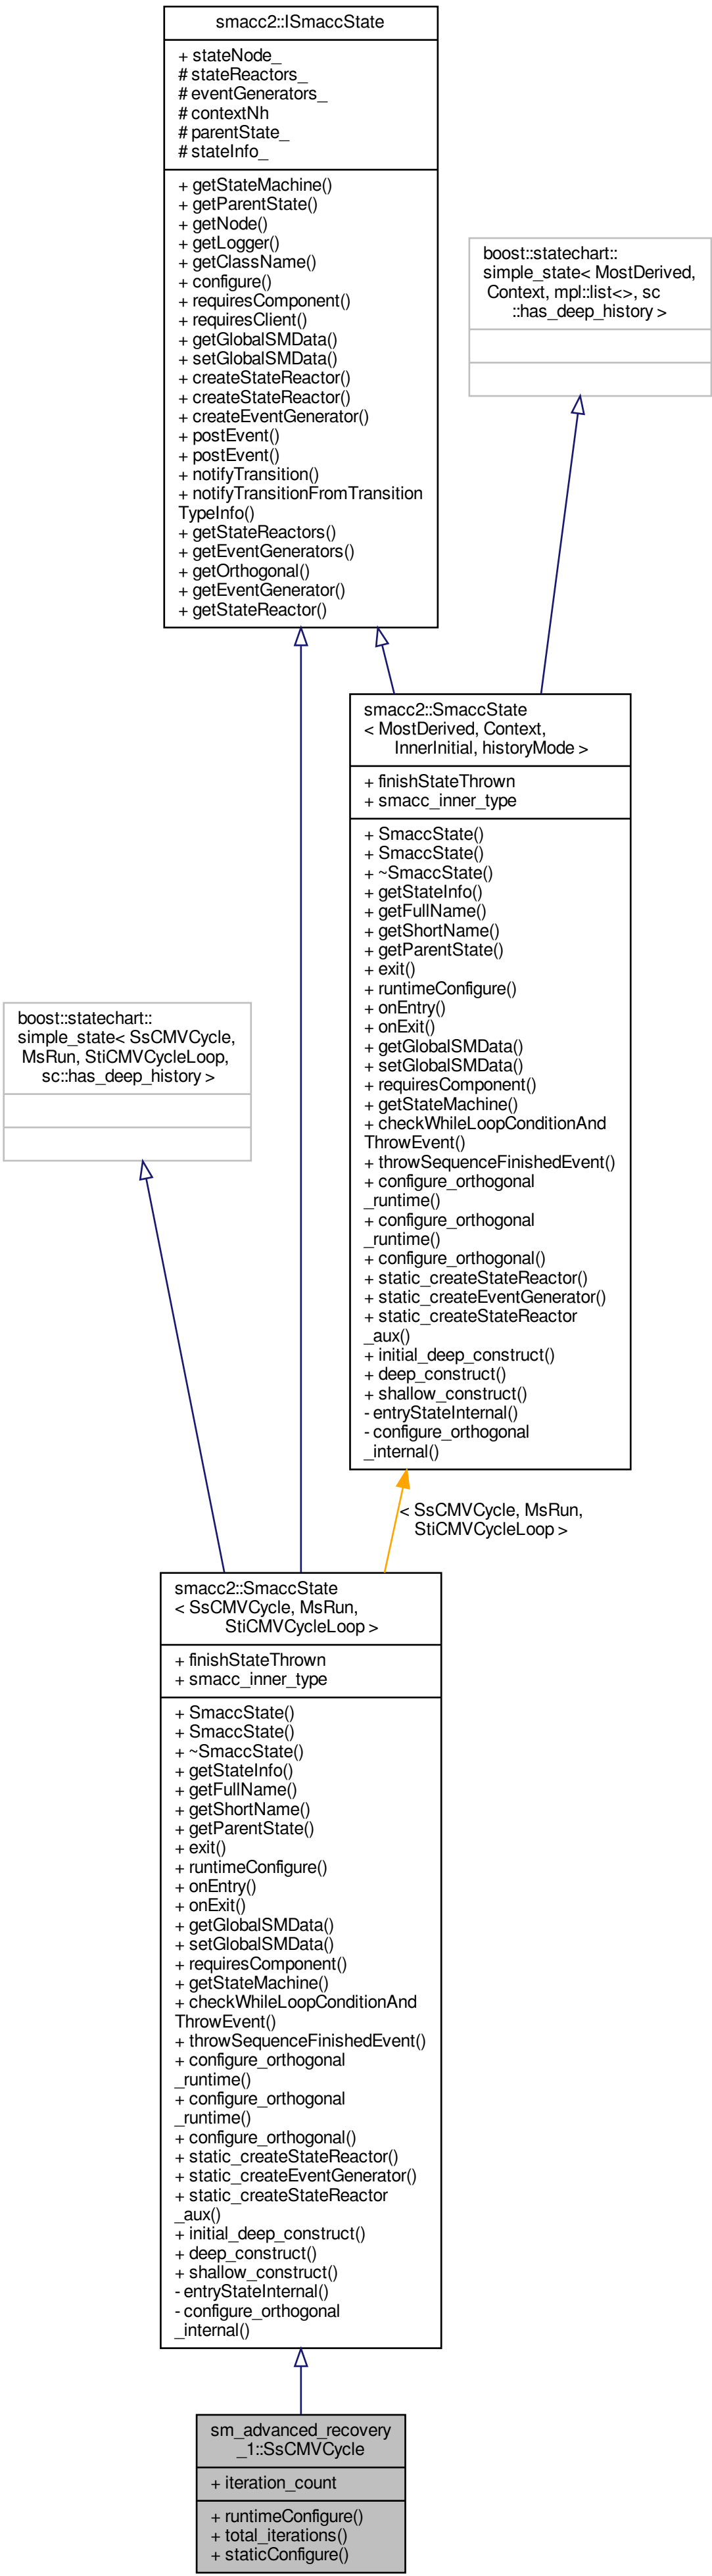 smacc2::ISmaccState
+ stateNode_
# stateReactors_
# eventGenerators_
# contextNh
# parentState_
# stateInfo_
+ getStateMachine()
+ getParentState()
+ getNode()
+ getLogger()
+ getClassName()
+ configure()
+ requiresComponent()
+ requiresClient()
+ getGlobalSMData()
+ setGlobalSMData()
+ createStateReactor()
+ createStateReactor()
+ createEventGenerator()
+ postEvent()
+ postEvent()
+ notifyTransition()
+ notifyTransitionFromTransition
TypeInfo()
+ getStateReactors()
+ getEventGenerators()
+ getOrthogonal()
+ getEventGenerator()
+ getStateReactor()
boost::statechart::
simple_state< MostDerived,
Context, mpl::list<>, sc
::has_deep_history >
smacc2::SmaccState
< MostDerived, Context,
InnerInitial, historyMode >
+ finishStateThrown
+ smacc_inner_type
+ SmaccState()
+ SmaccState()
+ ~SmaccState()
+ getStateInfo()
+ getFullName()
+ getShortName()
+ getParentState()
+ exit()
+ runtimeConfigure()
+ onEntry()
+ onExit()
+ getGlobalSMData()
+ setGlobalSMData()
+ requiresComponent()
+ getStateMachine()
+ checkWhileLoopConditionAnd
ThrowEvent()
+ throwSequenceFinishedEvent()
+ configure_orthogonal
_runtime()
+ configure_orthogonal
_runtime()
+ configure_orthogonal()
+ static_createStateReactor()
+ static_createEventGenerator()
+ static_createStateReactor
_aux()
+ initial_deep_construct()
+ deep_construct()
+ shallow_construct()
- entryStateInternal()
- configure_orthogonal
_internal()
boost::statechart::
simple_state< SsCMVCycle,
MsRun, StiCMVCycleLoop,
sc::has_deep_history >
< SsCMVCycle, MsRun,
StiCMVCycleLoop >
smacc2::SmaccState
< SsCMVCycle, MsRun,
StiCMVCycleLoop >
+ finishStateThrown
+ smacc_inner_type
+ SmaccState()
+ SmaccState()
+ ~SmaccState()
+ getStateInfo()
+ getFullName()
+ getShortName()
+ getParentState()
+ exit()
+ runtimeConfigure()
+ onEntry()
+ onExit()
+ getGlobalSMData()
+ setGlobalSMData()
+ requiresComponent()
+ getStateMachine()
+ checkWhileLoopConditionAnd
ThrowEvent()
+ throwSequenceFinishedEvent()
+ configure_orthogonal
_runtime()
+ configure_orthogonal
_runtime()
+ configure_orthogonal()
+ static_createStateReactor()
+ static_createEventGenerator()
+ static_createStateReactor
_aux()
+ initial_deep_construct()
+ deep_construct()
+ shallow_construct()
- entryStateInternal()
- configure_orthogonal
_internal()
sm_advanced_recovery
_1::SsCMVCycle
+ iteration_count
+ runtimeConfigure()
+ total_iterations()
+ staticConfigure()